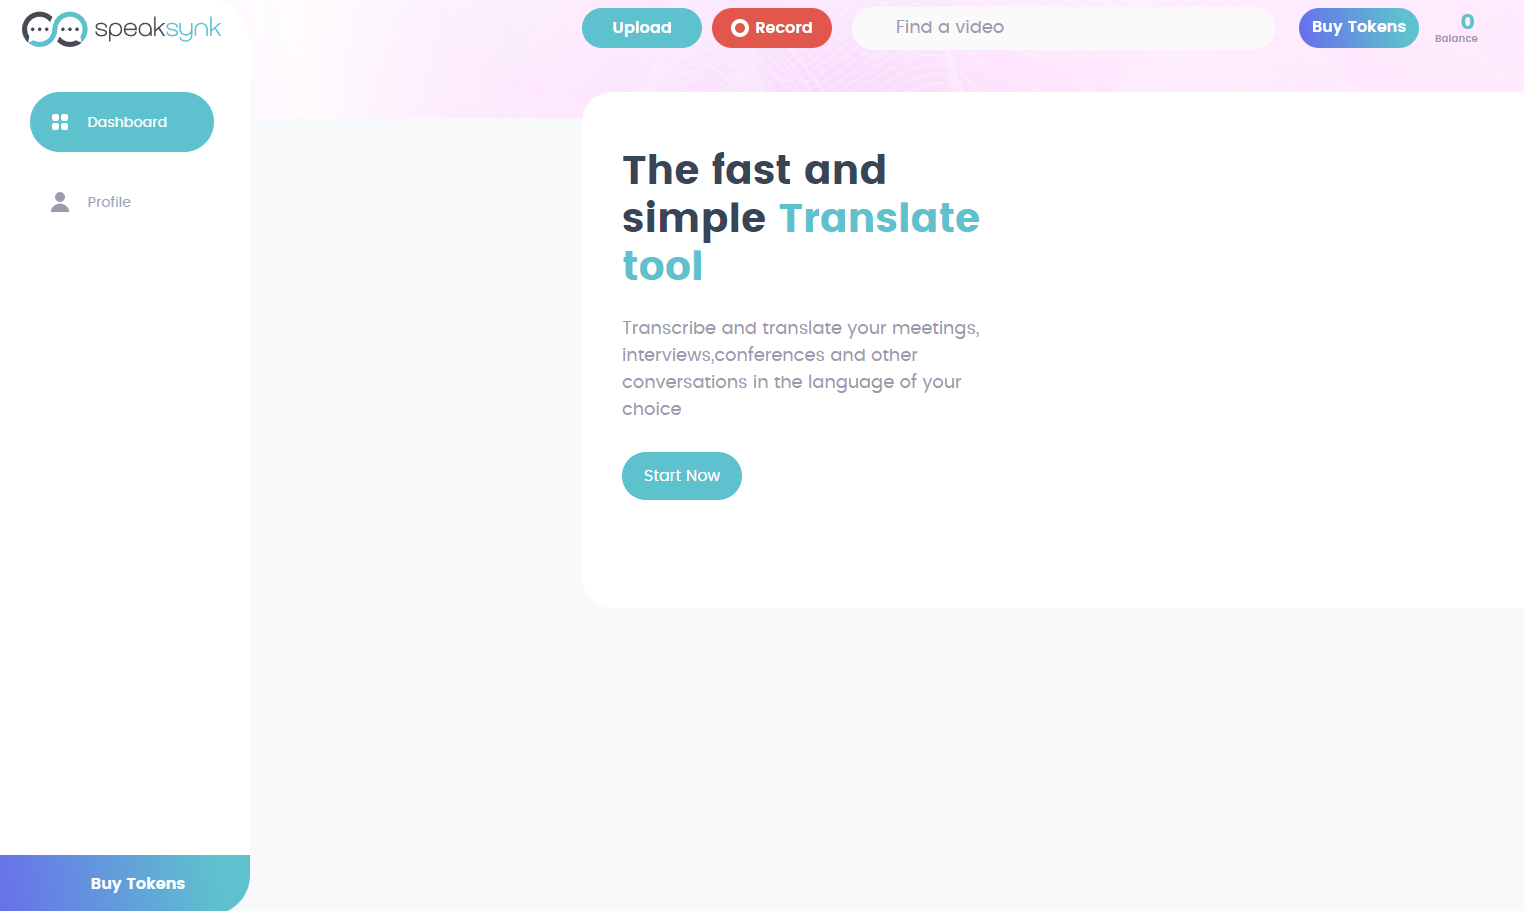 speaksynk
Dashboard
Profile
Buy Tokens
Upload
Record
Find a video
Buy Tokens
0
Balance
The fast and
simple Translate
tool
Transcribe and translate your meetings,
interviews,conferences and other
conversations in the language of your
choice
Start Now